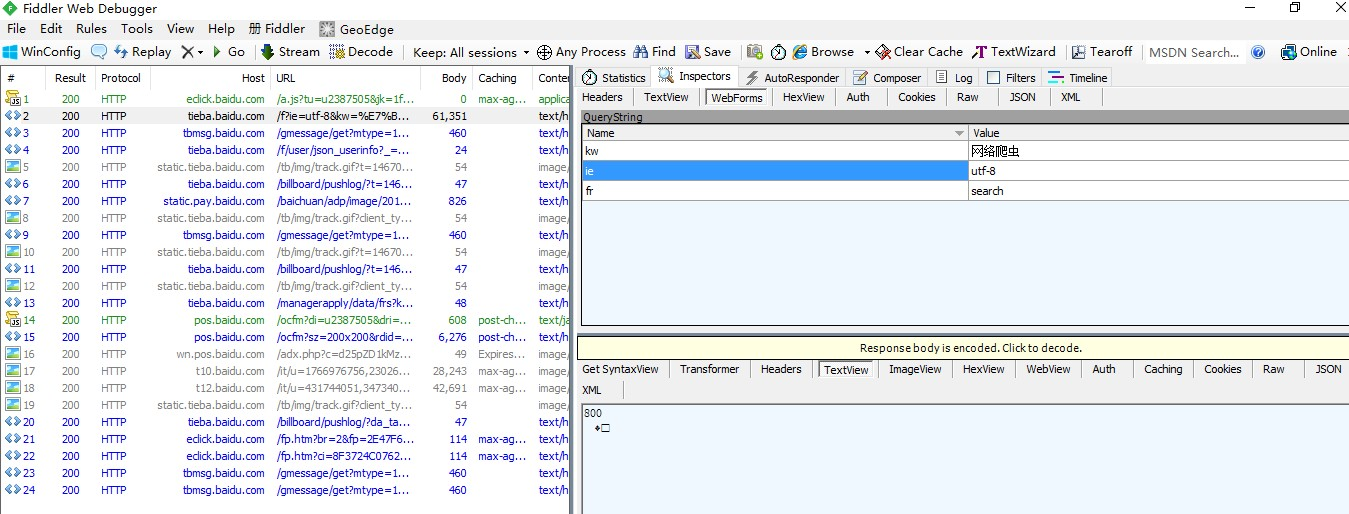 Fiddler Web Debugger
File Edit Rules Tools View Help 册 Fiddler GeoEdge
WinConfig Replay Go Stream Decode Keep: All sessions Any Process Find Save Browse Clear Cache TextWizard Tearoff MSDN Search... Online
Statistics Inspectors AutoResponder Composer Log Filters Timeline
Headers TextView WebForms HexView Auth Cookies Raw JSON XML
# Result Protocol Host URL Body Caching Conten
1 200 HTTP eclick.baidu.com /a.js?tu=u2387505&jk=1f... 0 max-ag... applica
2 200 HTTP tieba.baidu.com /f?ie=utf-8&kw=%E7%B... 61,351 text/h
3 200 HTTP tbmsg.baidu.com /gmessage/get?mtype=1... 460 text/h
4 200 HTTP tieba.baidu.com /f/user/json_userinfo?_=... 24 text/h
5 200 HTTP static.tieba.baidu.com /tb/img/track.gif?t=14670... 54 image/
6 200 HTTP tieba.baidu.com /billboard/pushlog/?t=146... 47 text/h
7 200 HTTP static.pay.baidu.com /baichuan/adp/image/201... 826 image/
8 200 HTTP static.tieba.baidu.com /tb/img/track.gif?client_ty... 54 image/
9 200 HTTP tbmsg.baidu.com /gmessage/get?mtype=1... 460 text/h
10 200 HTTP static.tieba.baidu.com /tb/img/track.gif?t=14670... 54 image/
11 200 HTTP tieba.baidu.com /billboard/pushlog/?t=146... 47 text/h
12 200 HTTP static.tieba.baidu.com /tb/img/track.gif?client_ty... 54 image/
13 200 HTTP tieba.baidu.com /managerapply/data/frs?k... 48 text/h
14 200 HTTP pos.baidu.com /ocfm?di=u2387505&dri=... 608 post-ch... text/ja
15 200 HTTP pos.baidu.com /ocfm?sz=200x200&rdid=... 6,276 post-ch... text/h
16 200 HTTP wn.pos.baidu.com /adx.php?c=d25pZD1kMz... 49 Expires... image/
17 200 HTTP t10.baidu.com /it/u=1766976756,23026... 28,243 max-ag... image/
18 200 HTTP t12.baidu.com /it/u=431744051,347340... 42,691 max-ag... image/
19 200 HTTP static.tieba.baidu.com /tb/img/track.gif?client_ty... 54 image/
20 200 HTTP tieba.baidu.com /billboard/pushlog/?da_ta... 47 text/h
21 200 HTTP eclick.baidu.com /fp.htm?br=2&fp=2E47F6... 114 max-ag... text/h
22 200 HTTP eclick.baidu.com /fp.htm?ci=8F3724C0762... 114 max-ag... text/h
23 200 HTTP tbmsg.baidu.com /gmessage/get?mtype=1... 460 text/h
24 200 HTTP tbmsg.baidu.com /gmessage/get?mtype=1... 460 text/h
QueryString
Name Value
kw 网络爬虫
ie utf-8
fr search
Response body is encoded. Click to decode.
Get SyntaxView Transformer Headers TextView ImageView HexView WebView Auth Caching Cookies Raw JSON
XML
800